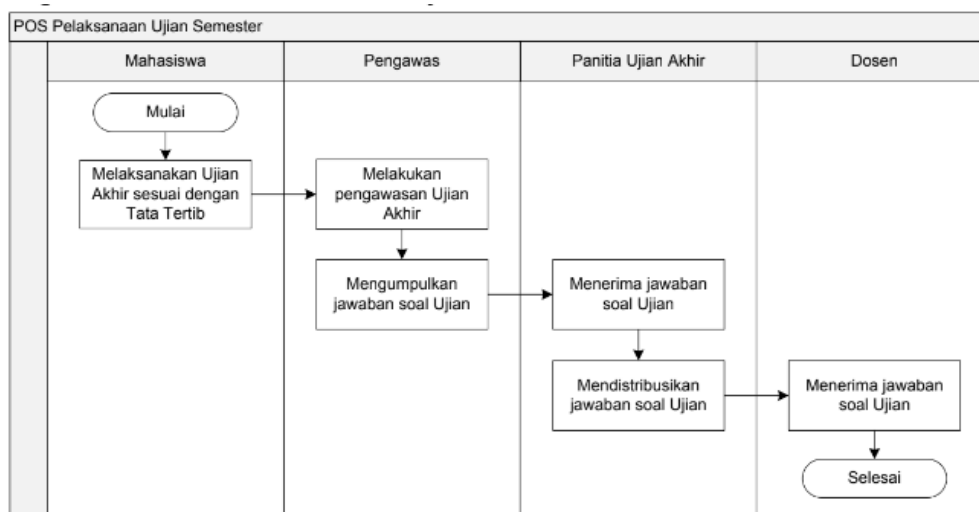 POS Pelaksanaan Ujian Semester
Mahasiswa
Pengawas
Panitia Ujian Akhir
Dosen
Mulai
Melaksanakan Ujian
Akhir sesuai dengan
Tata Tertib
Melakukan
pengawasan Ujian
Akhir
Mengumpulkan
jawaban soal Ujian
Menerima jawaban
soal Ujian
Mendistribusikan
jawaban soal Ujian
Menerima jawaban
soal Ujian
Selesai